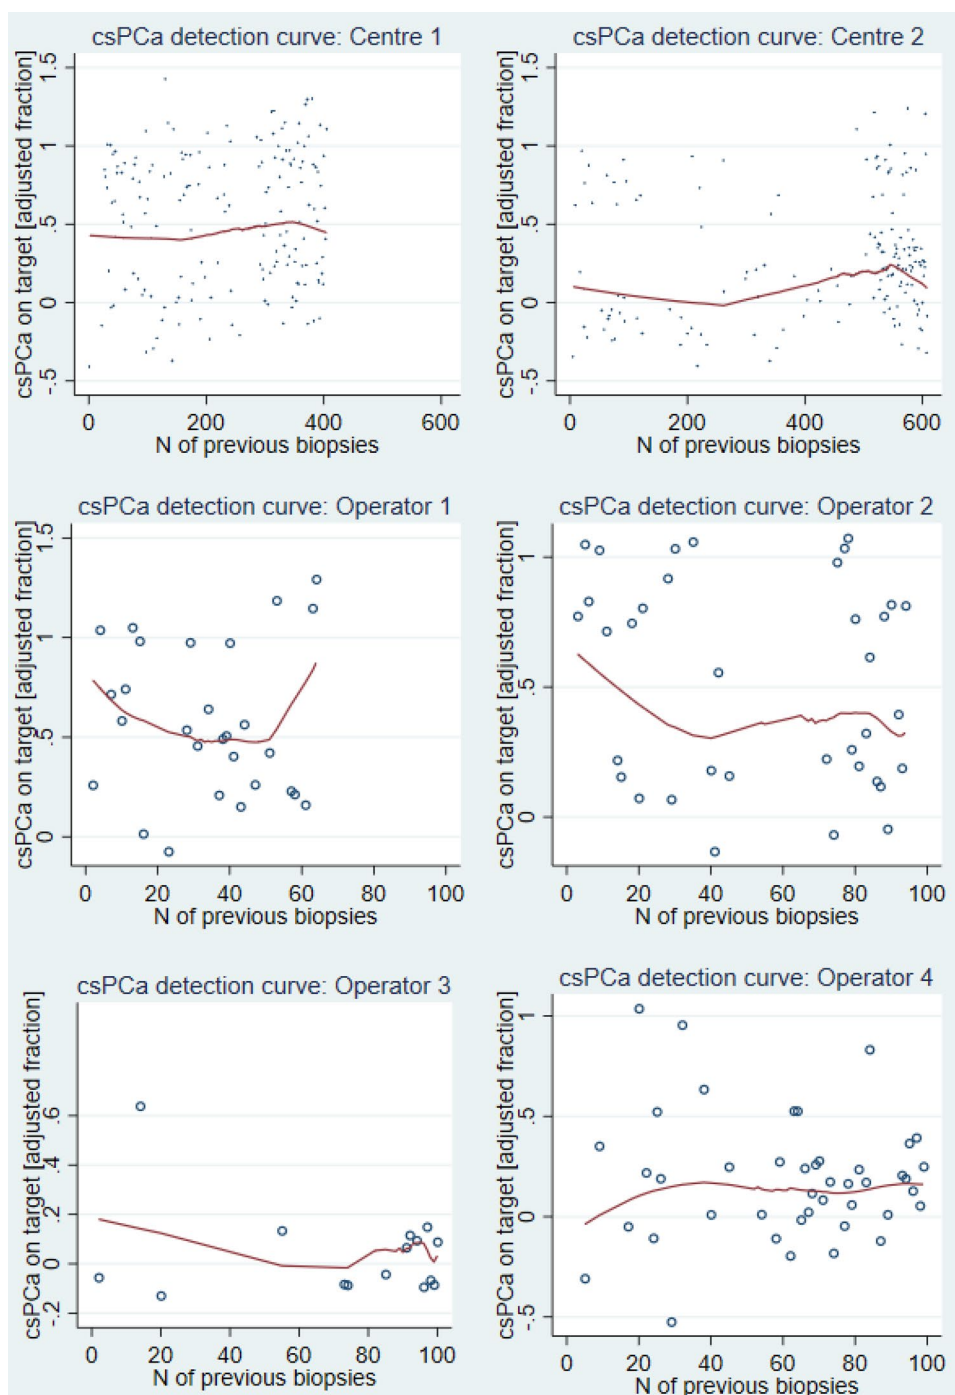 csPCa detection curve: Centre 1
csPCa on target [adjusted fraction]
1.5
1
.5
0
-.5
0 200 400 600
N of previous biopsies
csPCa detection curve: Centre 2
csPCa on target [adjusted fraction]
1.5
1
.5
0
-.5
0 200 400 600
N of previous biopsies
csPCa detection curve: Operator 1
csPCa on target [adjusted fraction]
1.5
1
.5
0
0 20 40 60 80 100
N of previous biopsies
csPCa detection curve: Operator 2
csPCa on target [adjusted fraction]
1
.5
0
0 20 40 60 80 100
N of previous biopsies
csPCa detection curve: Operator 3
csPCa on target [adjusted fraction]
.6
.4
.2
0
-.2
0 20 40 60 80 100
N of previous biopsies
csPCa detection curve: Operator 4
csPCa on target [adjusted fraction]
1
.5
0
-.5
0 20 40 60 80 100
N of previous biopsies